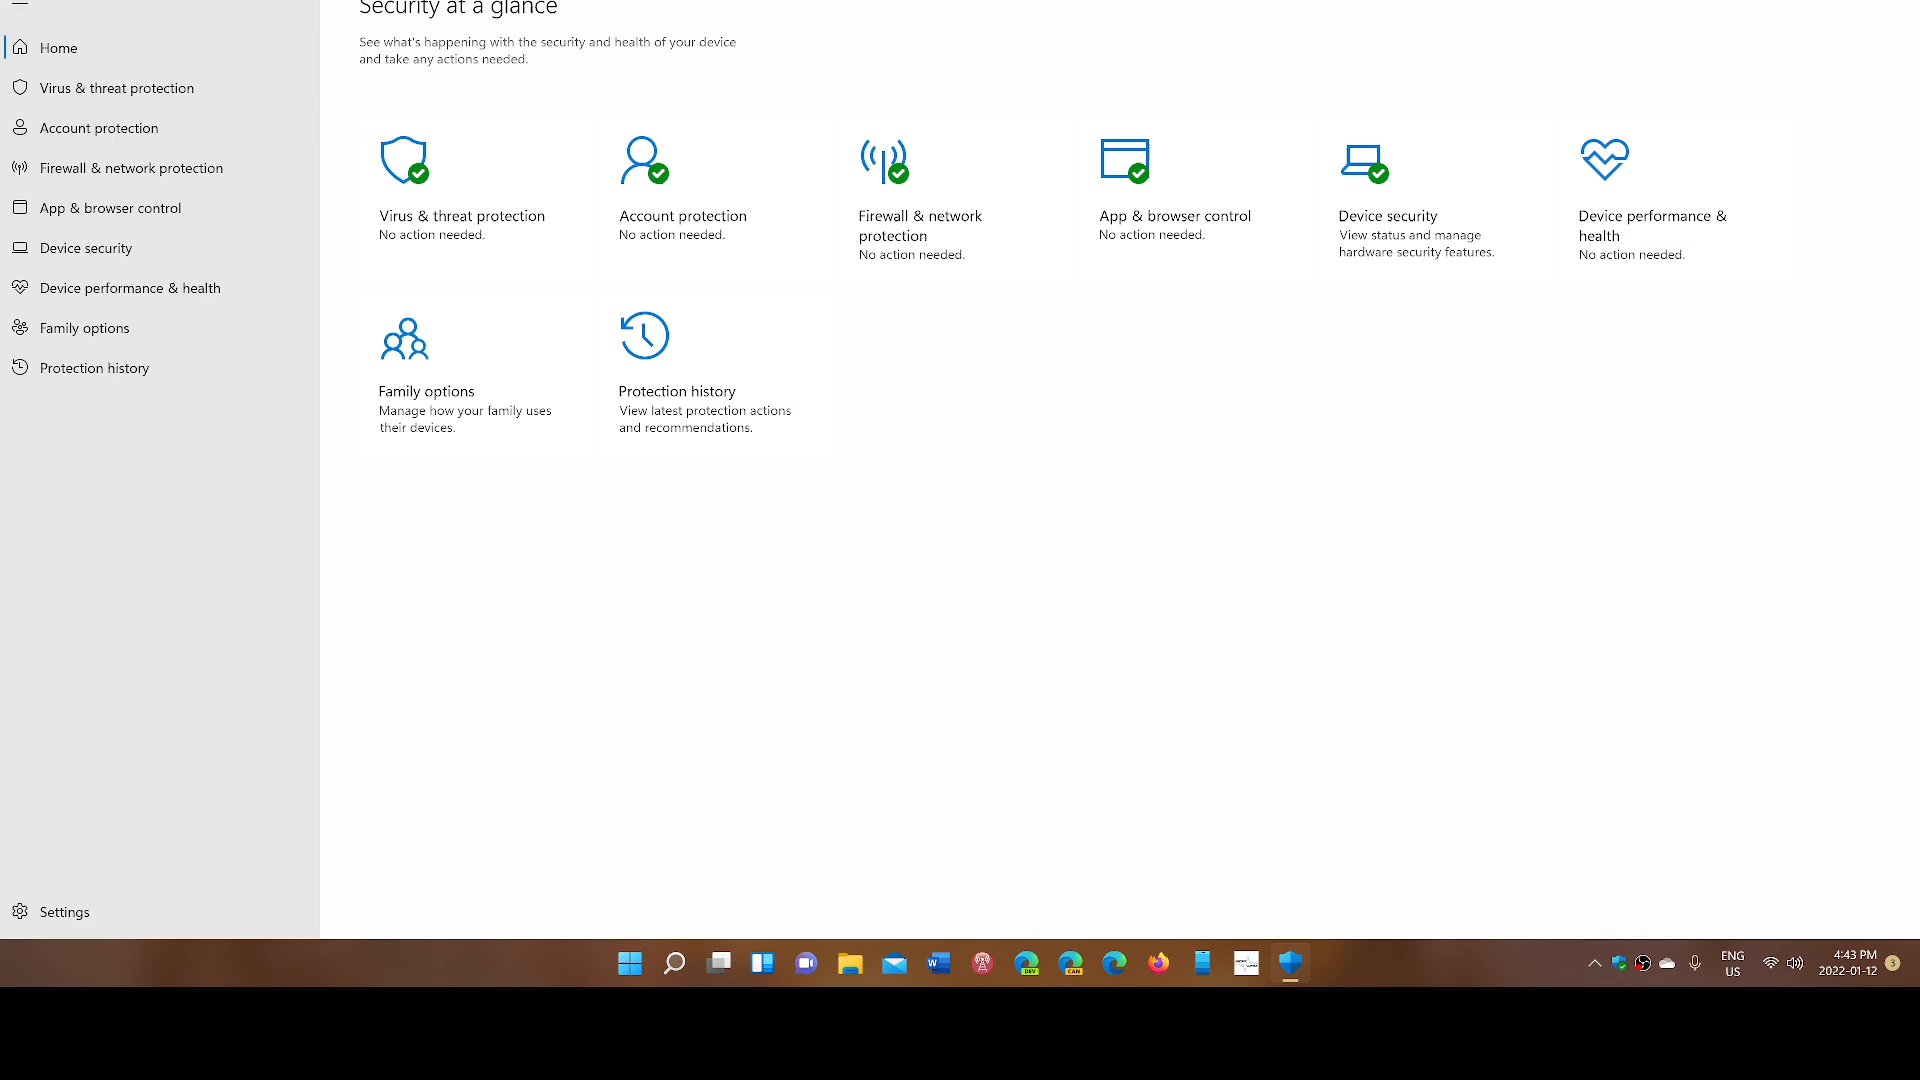 Security at a glance
See what's happening with the security and health of your device
and take any actions needed.
Home
Virus & threat protection
Account protection
Firewall & network protection
App & browser control
Device security
Device performance & health
Family options
Protection history
Settings
Virus & threat protection
No action needed.
Account protection
No action needed.
Firewall & network
protection
No action needed.
App & browser control
No action needed.
Device security
View status and manage
hardware security features.
Device performance &
health
No action needed.
Family options
Manage how your family uses
their devices.
Protection history
View latest protection actions
and recommendations.
W
DEV
CAN
ENG
US
4:43 PM
2022-01-12
3